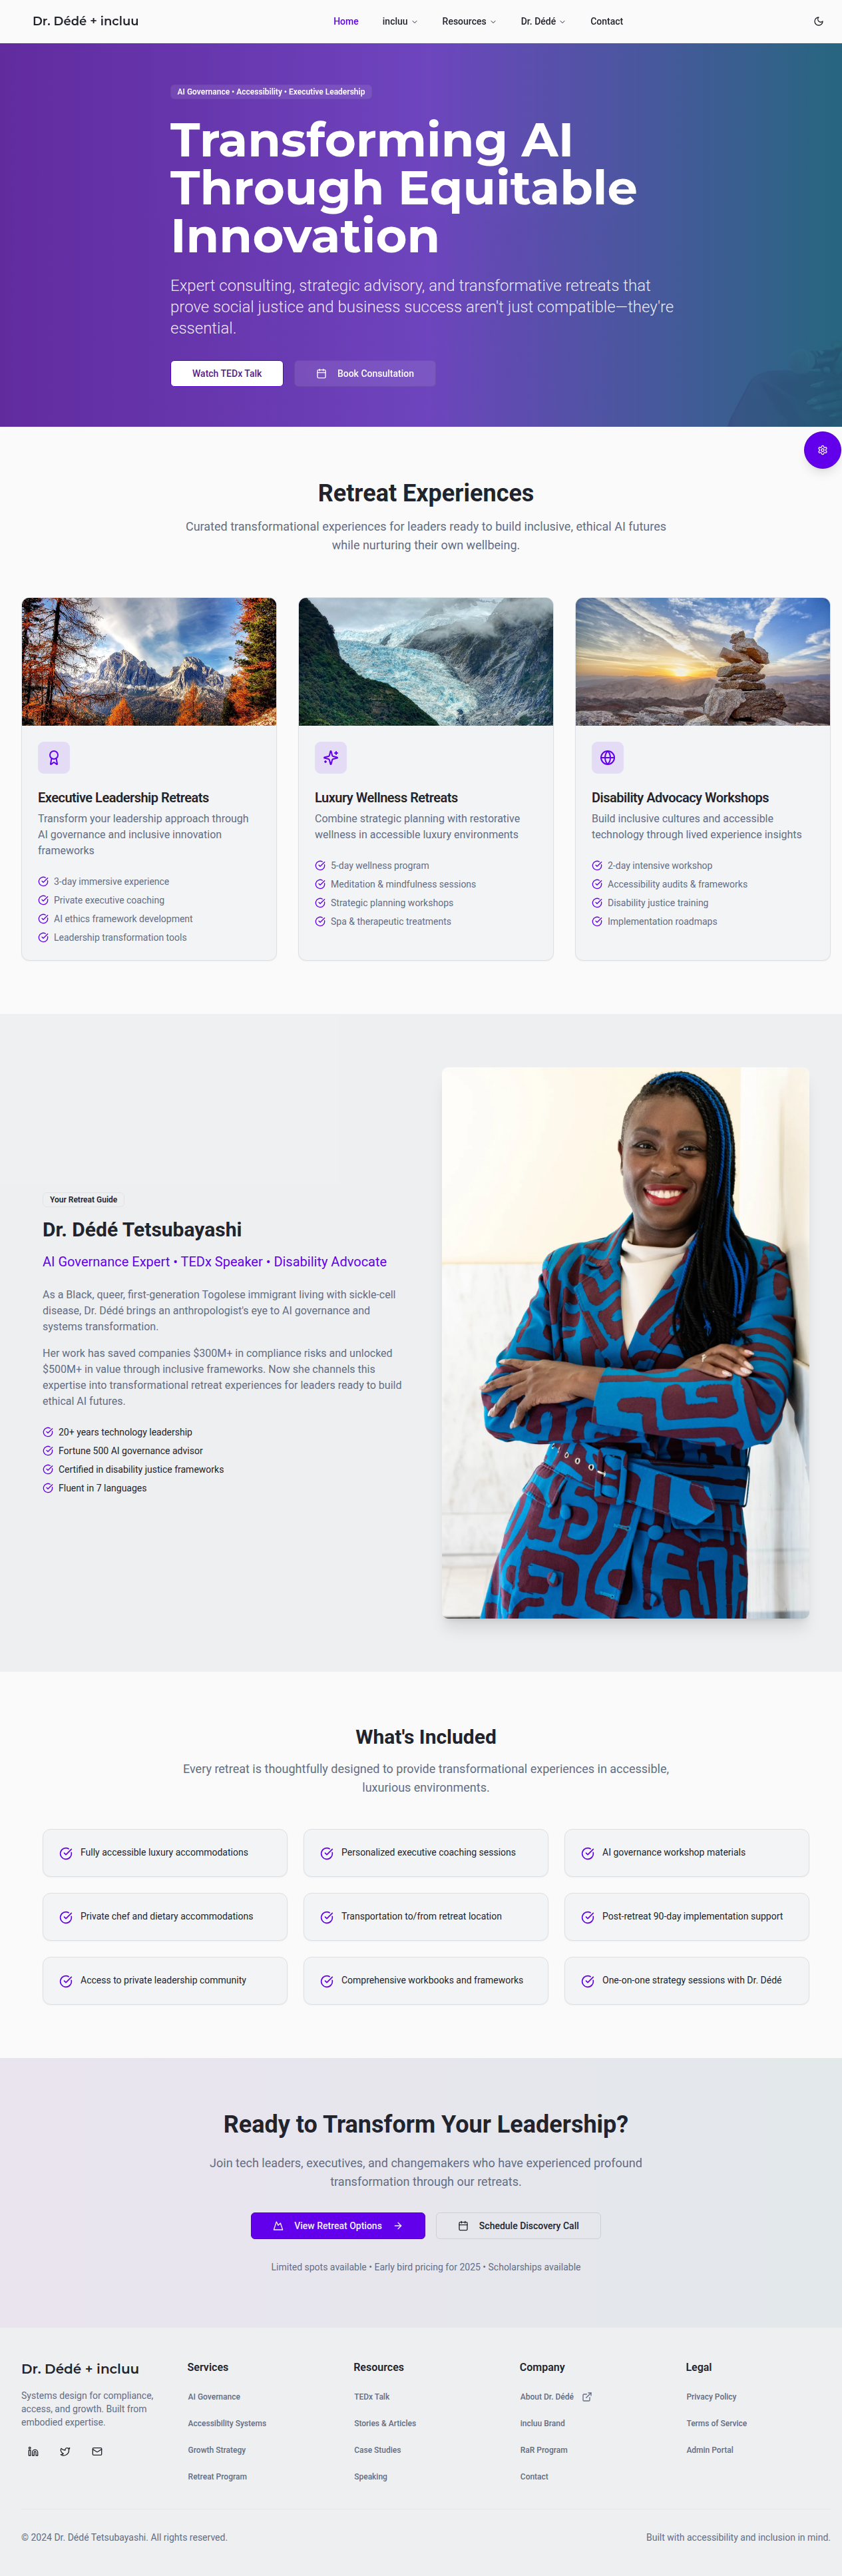 Dr. Dédé + incluu
Home
incluu
Resources
Dr. Dédé
Contact
AI Governance • Accessibility • Executive Leadership
Transforming AI
Through Equitable
Innovation
Expert consulting, strategic advisory, and transformative retreats that
prove social justice and business success aren't just compatible—they're
essential.
Watch TEDx Talk
Book Consultation
Retreat Experiences
Curated transformational experiences for leaders ready to build inclusive, ethical AI futures
while nurturing their own wellbeing.
Executive Leadership Retreats
Transform your leadership approach through
AI governance and inclusive innovation
frameworks
3-day immersive experience
Private executive coaching
AI ethics framework development
Leadership transformation tools
Luxury Wellness Retreats
Combine strategic planning with restorative
wellness in accessible luxury environments
5-day wellness program
Meditation & mindfulness sessions
Strategic planning workshops
Spa & therapeutic treatments
Disability Advocacy Workshops
Build inclusive cultures and accessible
technology through lived experience insights
2-day intensive workshop
Accessibility audits & frameworks
Disability justice training
Implementation roadmaps
Your Retreat Guide
Dr. Dédé Tetsubayashi
AI Governance Expert • TEDx Speaker • Disability Advocate
As a Black, queer, first-generation Togolese immigrant living with sickle-cell
disease, Dr. Dédé brings an anthropologist's eye to AI governance and
systems transformation.
Her work has saved companies $300M+ in compliance risks and unlocked
$500M+ in value through inclusive frameworks. Now she channels this
expertise into transformational retreat experiences for leaders ready to build
ethical AI futures.
20+ years technology leadership
Fortune 500 AI governance advisor
Certified in disability justice frameworks
Fluent in 7 languages
What's Included
Every retreat is thoughtfully designed to provide transformational experiences in accessible,
luxurious environments.
Fully accessible luxury accommodations
Personalized executive coaching sessions
AI governance workshop materials
Private chef and dietary accommodations
Transportation to/from retreat location
Post-retreat 90-day implementation support
Access to private leadership community
Comprehensive workbooks and frameworks
One-on-one strategy sessions with Dr. Dédé
Ready to Transform Your Leadership?
Join tech leaders, executives, and changemakers who have experienced profound
transformation through our retreats.
View Retreat Options
Schedule Discovery Call
Limited spots available • Early bird pricing for 2025 • Scholarships available
Dr. Dédé + incluu
Systems design for compliance,
access, and growth. Built from
embodied expertise.
Services
AI Governance
Accessibility Systems
Growth Strategy
Retreat Program
Resources
TEDx Talk
Stories & Articles
Case Studies
Speaking
Company
About Dr. Dédé
incluu Brand
RaR Program
Contact
Legal
Privacy Policy
Terms of Service
Admin Portal
© 2024 Dr. Dédé Tetsubayashi. All rights reserved.
Built with accessibility and inclusion in mind.